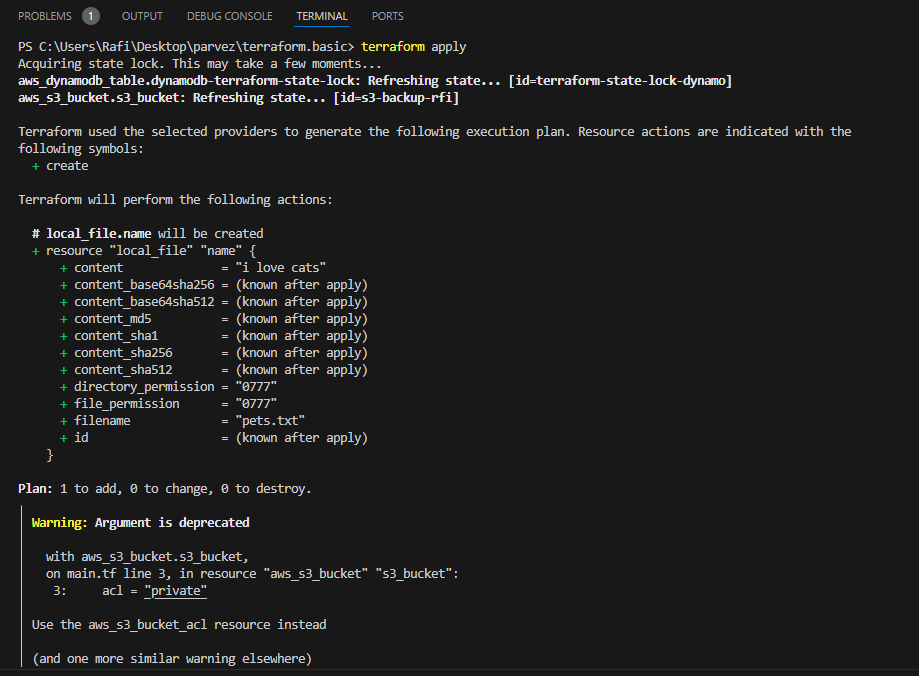 PROBLEMS 1 OUTPUT DEBUG CONSOLE TERMINAL PORTS
PS C:\Users\Rafi\Desktop\parvez\terraform.basic> terraform apply
Acquiring state lock. This may take a few moments...
aws_dynamodb_table.dynamodb-terraform-state-lock: Refreshing state... [id=terraform-state-lock-dynamo]
aws_s3_bucket.s3_bucket: Refreshing state... [id=s3-backup-rfi]
Terraform used the selected providers to generate the following execution plan. Resource actions are indicated with the
following symbols:
+ create
Terraform will perform the following actions:
# local_file.name will be created
+ resource "local_file" "name" {
+ content = "i love cats"
+ content_base64sha256 = (known after apply)
+ content_base64sha512 = (known after apply)
+ content_md5 = (known after apply)
+ content_sha1 = (known after apply)
+ content_sha256 = (known after apply)
+ content_sha512 = (known after apply)
+ directory_permission = "0777"
+ file_permission = "0777"
+ filename = "pets.txt"
+ id = (known after apply)
}
Plan: 1 to add, 0 to change, 0 to destroy.
Warning: Argument is deprecated
with aws_s3_bucket.s3_bucket,
on main.tf line 3, in resource "aws_s3_bucket" "s3_bucket":
3: acl = "private"
Use the aws_s3_bucket_acl resource instead
(and one more similar warning elsewhere)